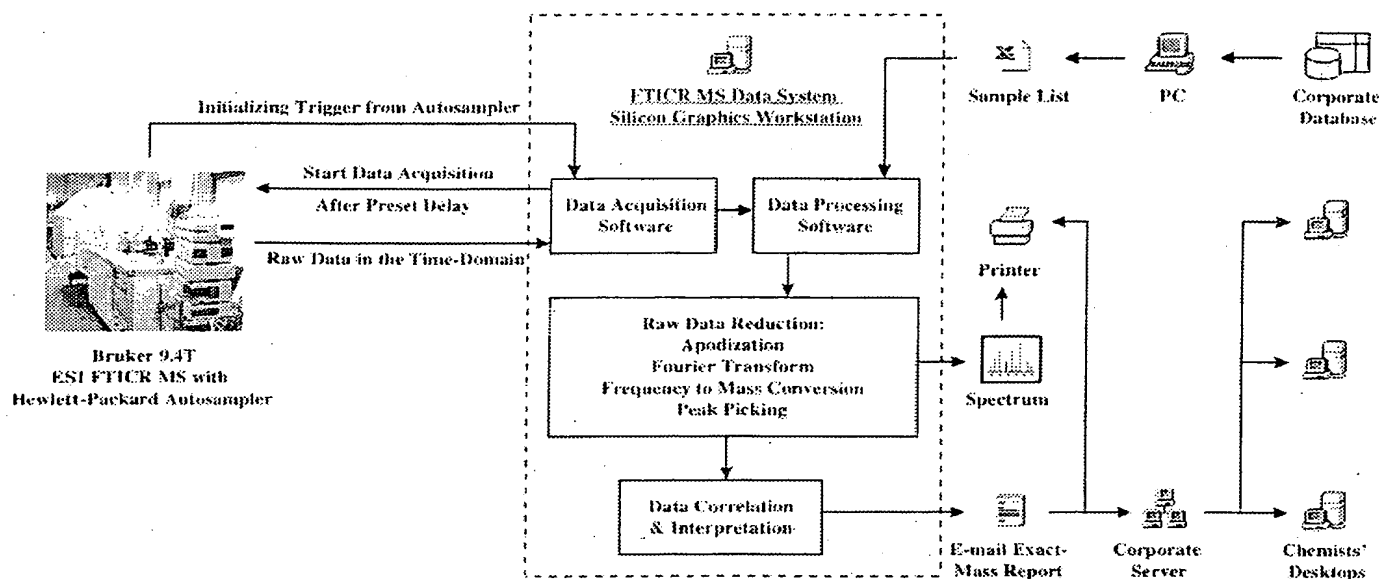 Initializing Trigger from Autosampler
Start Data Acquisition
After Preset Delay
Raw Data in the Time-Domain
Bruker 9.4T
ESI FTICR MS with
Hewlett-Packard Autosampler
FTICR MS Data System
Silicon Graphics Workstation
Data Acquisition
Software
Data Processing
Software
Raw Data Reduction:
Apodization
Fourier Transform
Frequency to Mass Conversion
Peak Picking
Data Correlation
& Interpretation
Sample List
PC
Corporate
Database
Printer
Spectrum
E-mail Exact-
Mass Report
Corporate
Server
Chemists'
Desktops